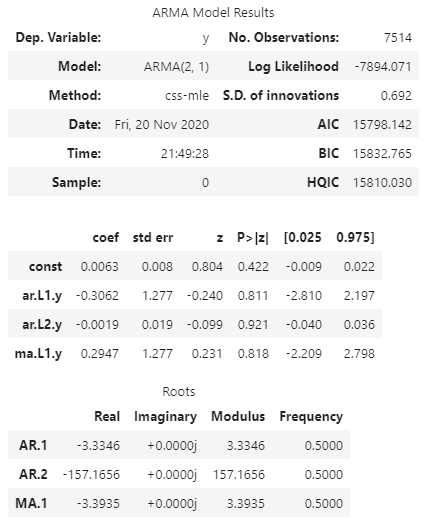 ARMA Model Results
Dep. Variable: y No. Observations: 7514
Model: ARMA(2, 1) Log Likelihood -7894.071
Method: css-mle S.D. of innovations 0.692
Date: Fri, 20 Nov 2020 AIC 15798.142
Time: 21:49:28 BIC 15832.765
Sample: 0 HQIC 15810.030
coef std err z P>|z| [0.025 0.975]
const 0.0063 0.008 0.804 0.422 -0.009 0.022
ar.L1.y -0.3062 1.277 -0.240 0.811 -2.810 2.197
ar.L2.y -0.0019 0.019 -0.099 0.921 -0.040 0.036
ma.L1.y 0.2947 1.277 0.231 0.818 -2.209 2.798
Roots
Real Imaginary Modulus Frequency
AR.1 -3.3346 +0.0000j 3.3346 0.5000
AR.2 -157.1656 +0.0000j 157.1656 0.5000
MA.1 -3.3935 +0.0000j 3.3935 0.5000